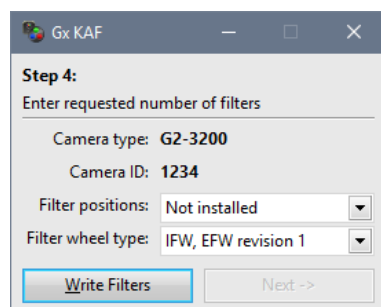 Gx KAF
Step 4:
Enter requested number of filters
Camera type: G2-3200
Camera ID: 1234
Filter positions: Not installed
Filter wheel type: IFW, EFW revision 1
Write Filters Next ->